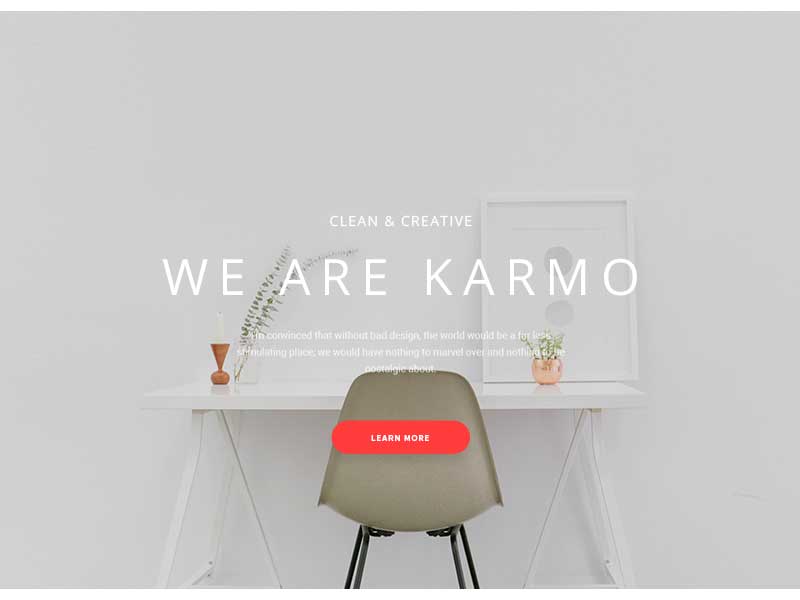 CLEAN & CREATIVE
WE ARE KARMO
I'm convinced that without bad design, the world would be a far less
stimulating place; we would have nothing to marvel over and nothing to be
nostalgic about.
LEARN MORE